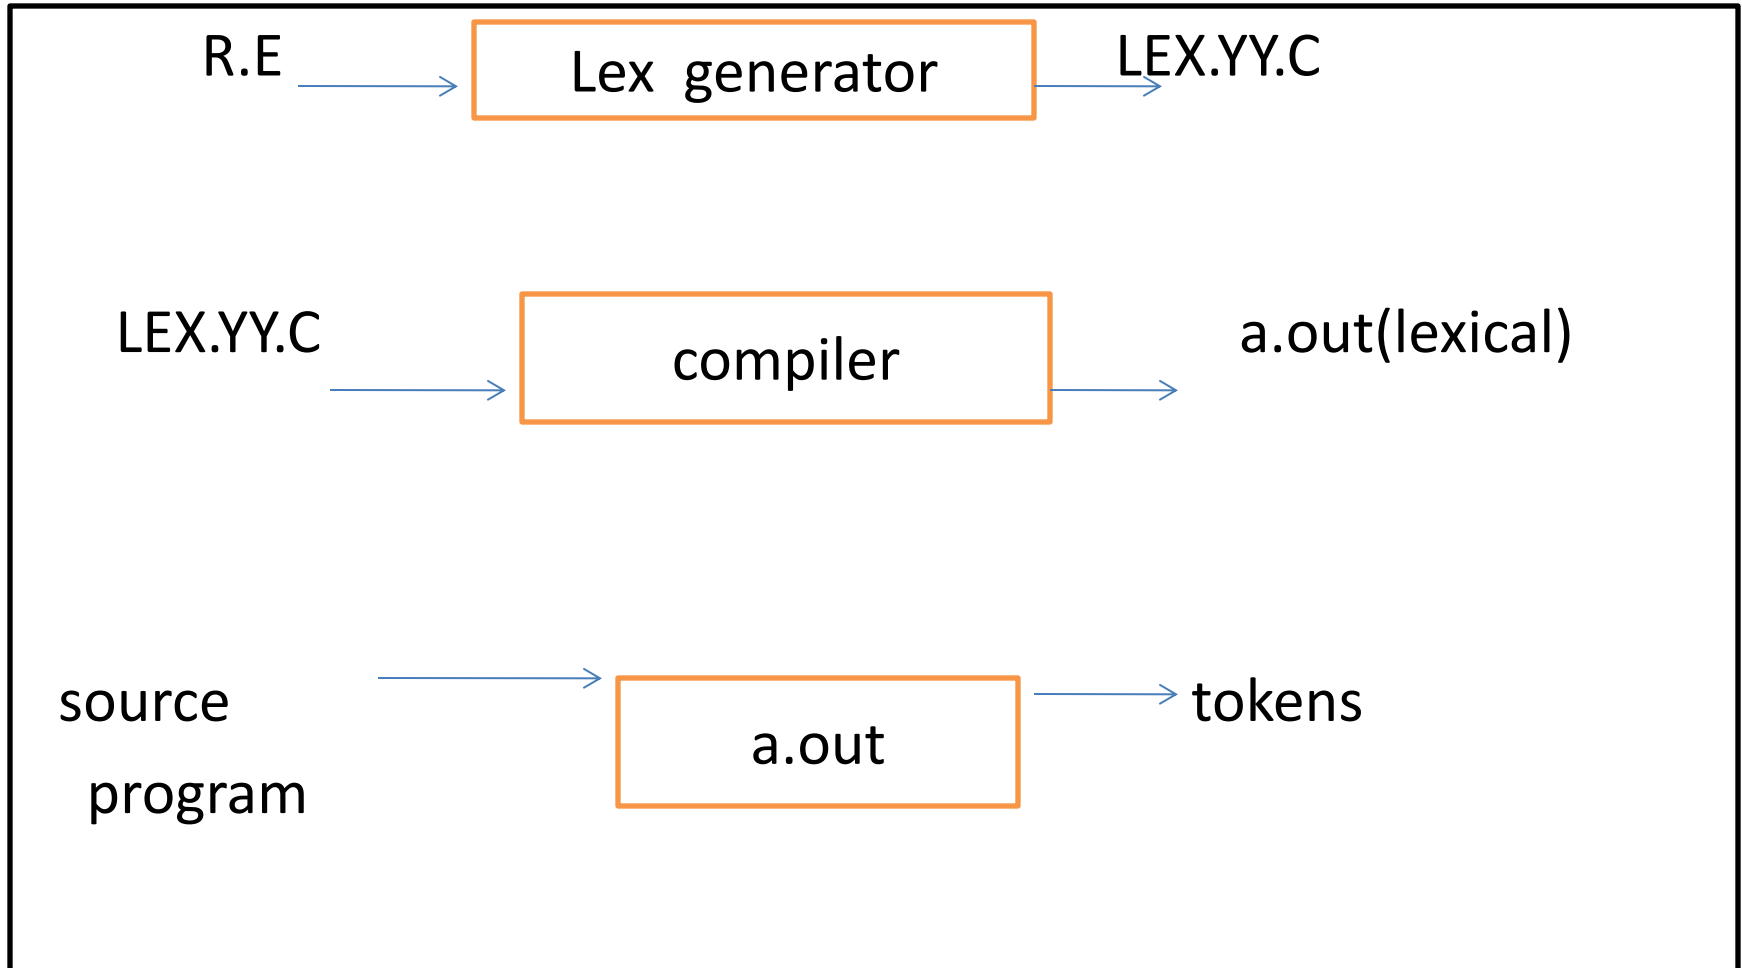 R.E
Lex generator
LEX.YY.C
LEX.YY.C
compiler
a.out(lexical)
source
program
a.out
tokens